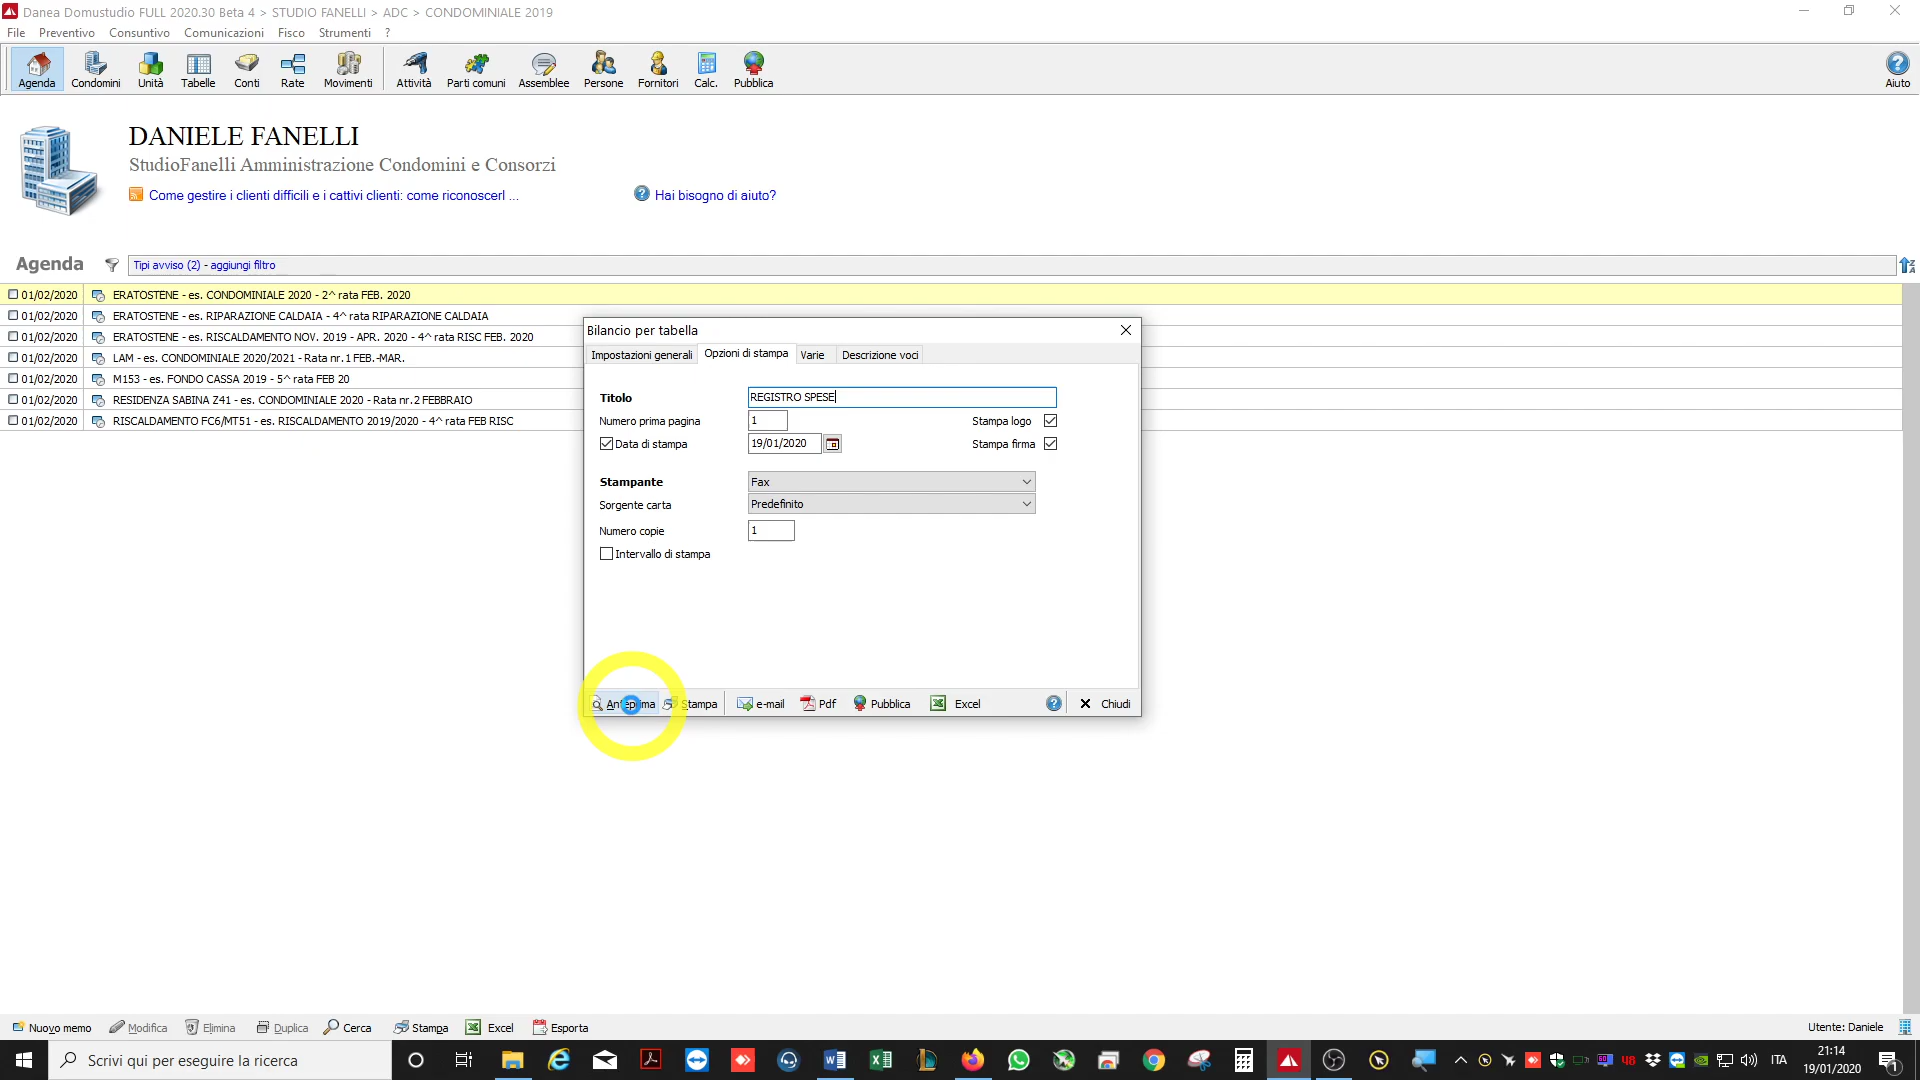 Danea Domustudio FULL 2020.30 Beta 4 > STUDIO FANELLI > ADC > CONDOMINIALE 2019
File Preventivo Consuntivo Comunicazioni Fisco Strumenti ?
Agenda Condomini Unità Tabelle Conti Rate Movimenti Attività Parti comuni Assemblee Persone Fornitori Calc. Pubblica Aiuto
DANIELE FANELLI
StudioFanelli Amministrazione Condomini e Consorzi
Come gestire i clienti difficili e i cattivi clienti: come riconoscerl ... Hai bisogno di aiuto?
Agenda Tipi avviso (2) - aggiungi filtro
01/02/2020 ERATOSTENE - es. CONDOMINIALE 2020 - 2^ rata FEB. 2020
01/02/2020 ERATOSTENE - es. RIPARAZIONE CALDAIA - 4^ rata RIPARAZIONE CALDAIA
01/02/2020 ERATOSTENE - es. RISCALDAMENTO NOV. 2019 - APR. 2020 - 4^ rata RISC FEB. 2020
01/02/2020 LAM - es. CONDOMINIALE 2020/2021 - Rata nr.1 FEB.-MAR.
01/02/2020 M153 - es. FONDO CASSA 2019 - 5^ rata FEB 20
01/02/2020 RESIDENZA SABINA Z41 - es. CONDOMINIALE 2020 - Rata nr.2 FEBBRAIO
01/02/2020 RISCALDAMENTO FC6/MT51 - es. RISCALDAMENTO 2019/2020 - 4^ rata FEB RISC
Bilancio per tabella
Impostazioni generali Opzioni di stampa Varie Descrizione voci
Titolo REGISTRO SPESE
Numero prima pagina 1 Stampa logo
Data di stampa 19/01/2020 Stampa firma
Stampante Fax
Sorgente carta Predefinito
Numero copie 1
Intervallo di stampa
Anteprima Stampa e-mail Pdf Pubblica Excel Chiudi
Nuovo memo Modifica Elimina Duplica Cerca Stampa Excel Esporta Utente: Daniele
Scrivi qui per eseguire la ricerca
ITA
21:14
19/01/2020